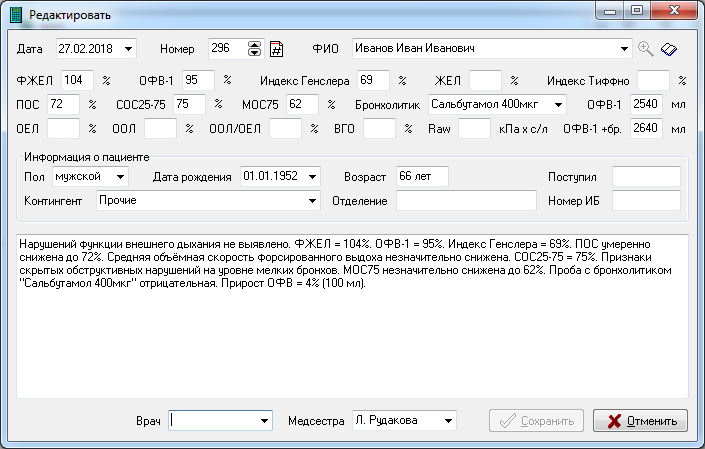 Редактировать
Дата 27.02.2018 Номер 296 # ФИО Иванов Иван Иванович
ФЖЕЛ 104 % ОФВ-1 95 % Индекс Генслера 69 % ЖЕЛ % Индекс Тиффно %
ПОС 72 % СОС25-75 75 % МОС75 62 % Бронхолитик Сальбутамол 400мкг ОФВ-1 2540 мл
ОЕЛ % ООЛ % ООЛ/ОЕЛ % ВГО % Raw кПа х с/л ОФВ-1 +бр. 2640 мл
Информация о пациенте
Пол мужской Дата рождения 01.01.1952 Возраст 66 лет Поступил
Контингент Прочие Отделение Номер ИБ
Нарушений функции внешнего дыхания не выявлено. ФЖЕЛ = 104%. ОФВ-1 = 95%. Индекс Генслера = 69%. ПОС умеренно
снижена до 72%. Средняя объёмная скорость форсированного выдоха незначительно снижена. СОС25-75 = 75%. Признаки
скрытых обструктивных нарушений на уровне мелких бронхов. МОС75 незначительно снижена до 62%. Проба с бронхолитиком
"Сальбутамол 400мкг" отрицательная. Прирост ОФВ = 4% (100 мл).
Врач Медсестра Л. Рудакова Сохранить Отменить